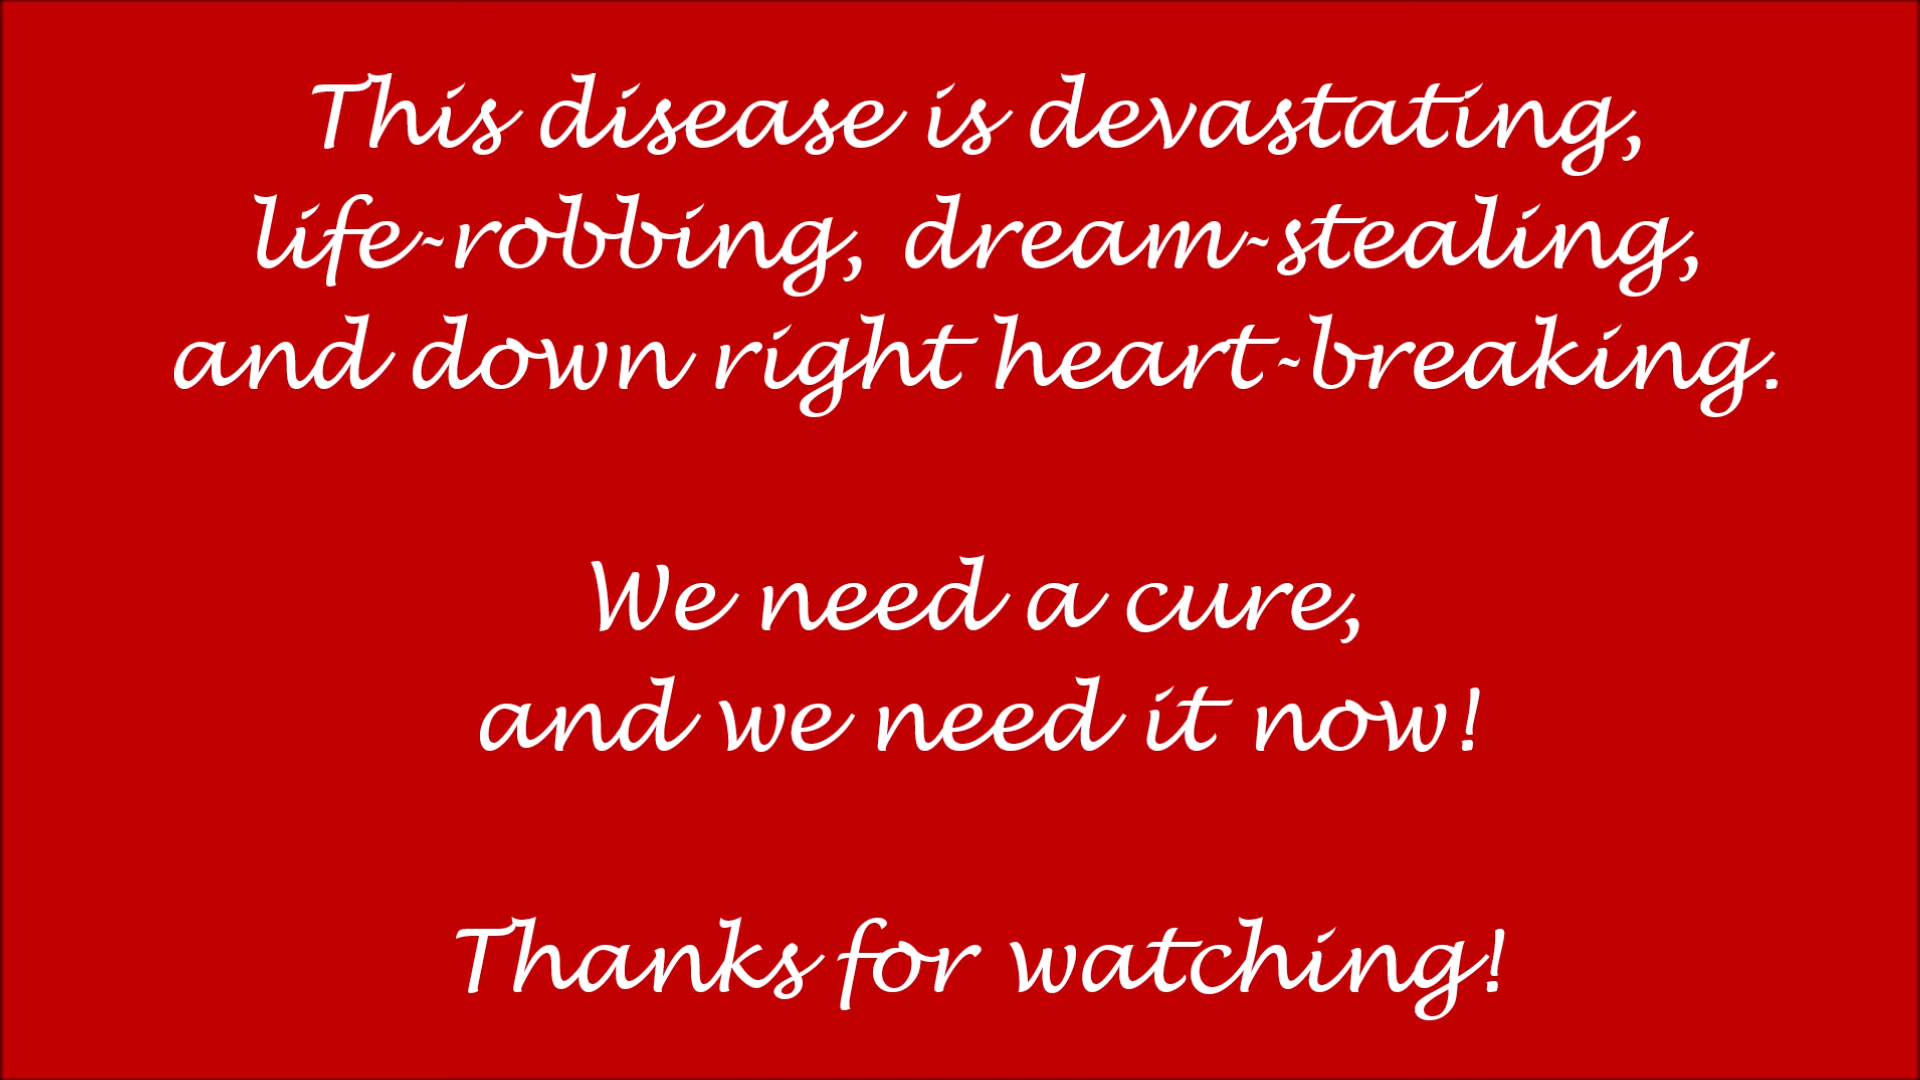 This disease is devastating,
life-robbing, dream-stealing,
and down right heart-breaking.
We need a cure,
and we need it now!
Thanks for watching!